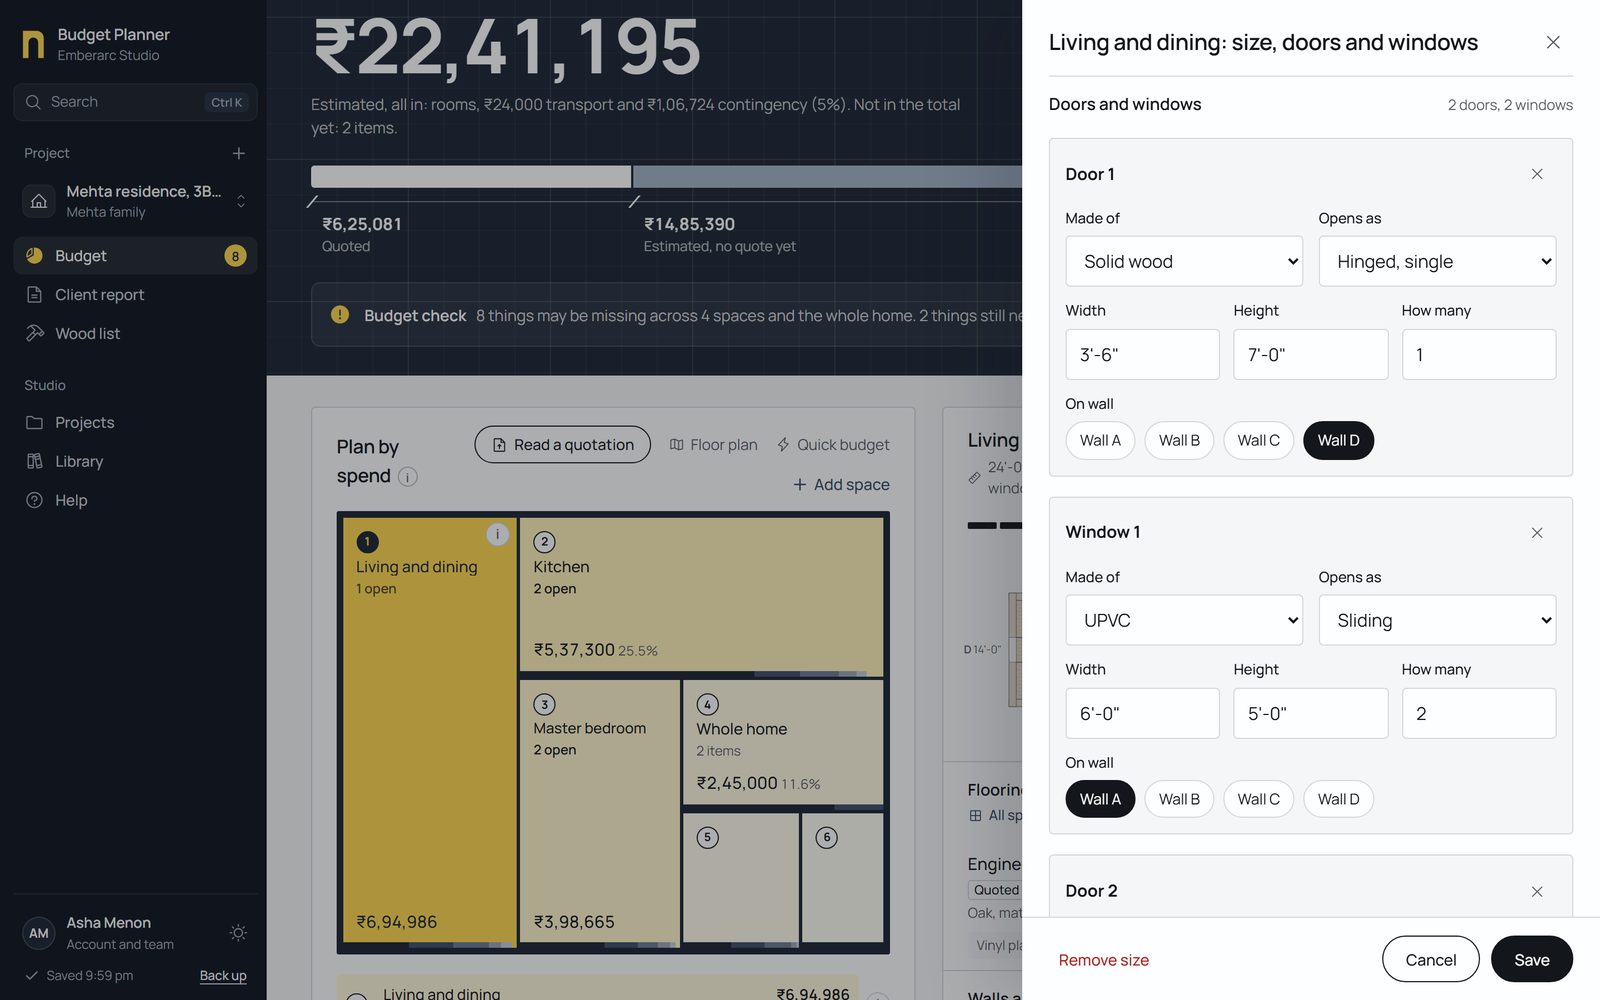 Budget Planner
Emberarc Studio
Search
Ctrl K
Project
Mehta residence, 3B...
Mehta family
Budget
8
Client report
Wood list
Studio
Projects
Library
Help
AM
Asha Menon
Account and team
Saved 9:59 pm
Back up
₹22,41,195
Estimated, all in: rooms, ₹24,000 transport and ₹1,06,724 contingency (5%). Not in the total
yet: 2 items.
₹6,25,081
Quoted
₹14,85,390
Estimated, no quote yet
Budget check 8 things may be missing across 4 spaces and the whole home. 2 things still ne
Plan by
spend
Read a quotation
Floor plan
Quick budget
Add space
1
Living and dining
1 open
₹6,94,986
2
Kitchen
2 open
₹5,37,300 25.5%
3
Master bedroom
2 open
₹3,98,665
4
Whole home
2 items
₹2,45,000 11.6%
5
6
Living and dining
₹6,94,986
Living
24'-0
windo
D 14'-0"
Floorin
All sp
Enginee
Quoted
Oak, mat
Vinyl pla
Walls a
Living and dining: size, doors and windows
Doors and windows
2 doors, 2 windows
Door 1
Made of
Opens as
Solid wood
Hinged, single
Width
Height
How many
3'-6"
7'-0"
1
On wall
Wall A
Wall B
Wall C
Wall D
Window 1
Made of
Opens as
UPVC
Sliding
Width
Height
How many
6'-0"
5'-0"
2
On wall
Wall A
Wall B
Wall C
Wall D
Door 2
Remove size
Cancel
Save